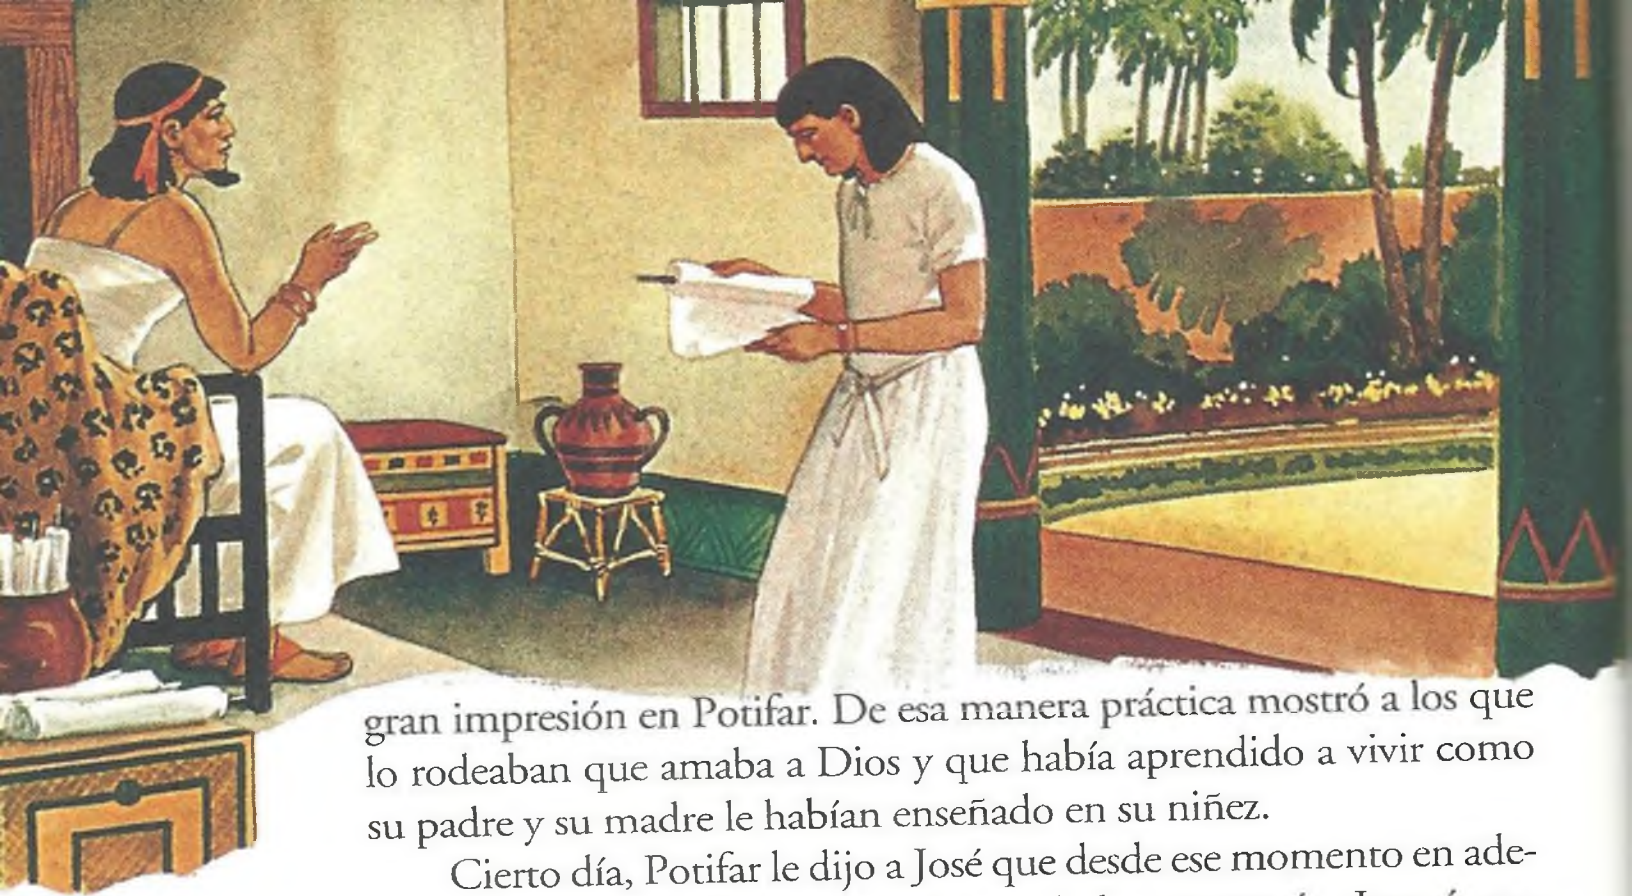 gran impresión en Potifar. De esa manera práctica mostró a los que
lo rodeaban que amaba a Dios y que había aprendido a vivir como
su padre y su madre le habían enseñado en su niñez.
Cierto día, Potifar le dijo a José que desde ese momento en ade-